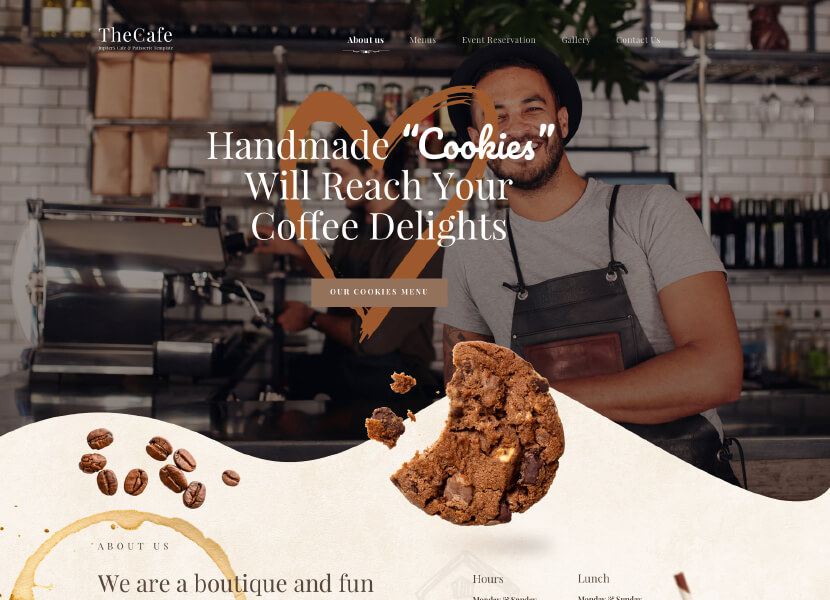 TheCafe
Jupiter5 Cafe & Patisserie Template
About us
Menus
Event Reservation
Gallery
Contact Us
Handmade “Cookies”
Will Reach Your
Coffee Delights
OUR COOKIES MENU
ABOUT US
We are a boutique and fun
Hours
Lunch
Monday & Sunday
Monday & Sunday